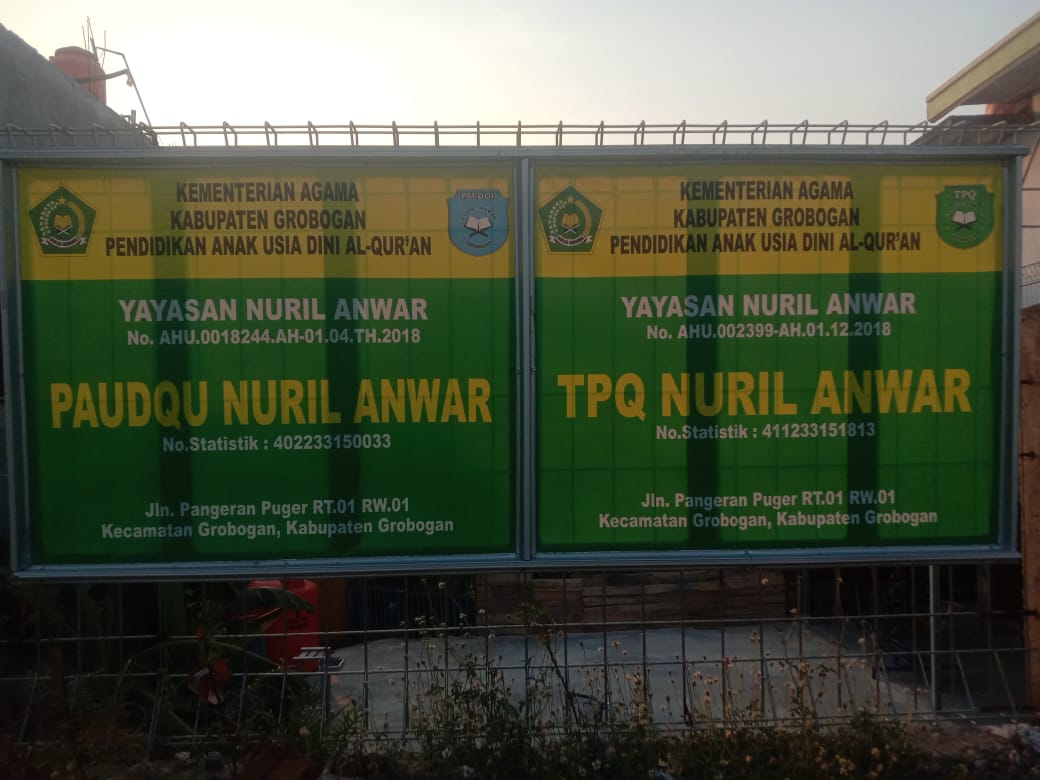 KEMENTERIAN AGAMA
KABUPATEN GROBOGAN
PENDIDIKAN ANAK USIA DINI AL-QUR'AN
PAUDQU
YAYASAN NURIL ANWAR
No. AHU.0018244.AH-01.04.TH.2018
PAUDQU NURIL ANWAR
No.Statistik : 402233150033
Jln. Pangeran Puger RT.01 RW.01
Kecamatan Grobogan, Kabupaten Grobogan
KEMENTERIAN AGAMA
KABUPATEN GROBOGAN
PENDIDIKAN ANAK USIA DINI AL-QUR'AN
TPQ
YAYASAN NURIL ANWAR
No. AHU.002399-AH.01.12.2018
TPQ NURIL ANWAR
No.Statistik : 411233151813
Jln. Pangeran Puger RT.01 RW.01
Kecamatan Grobogan, Kabupaten Grobogan